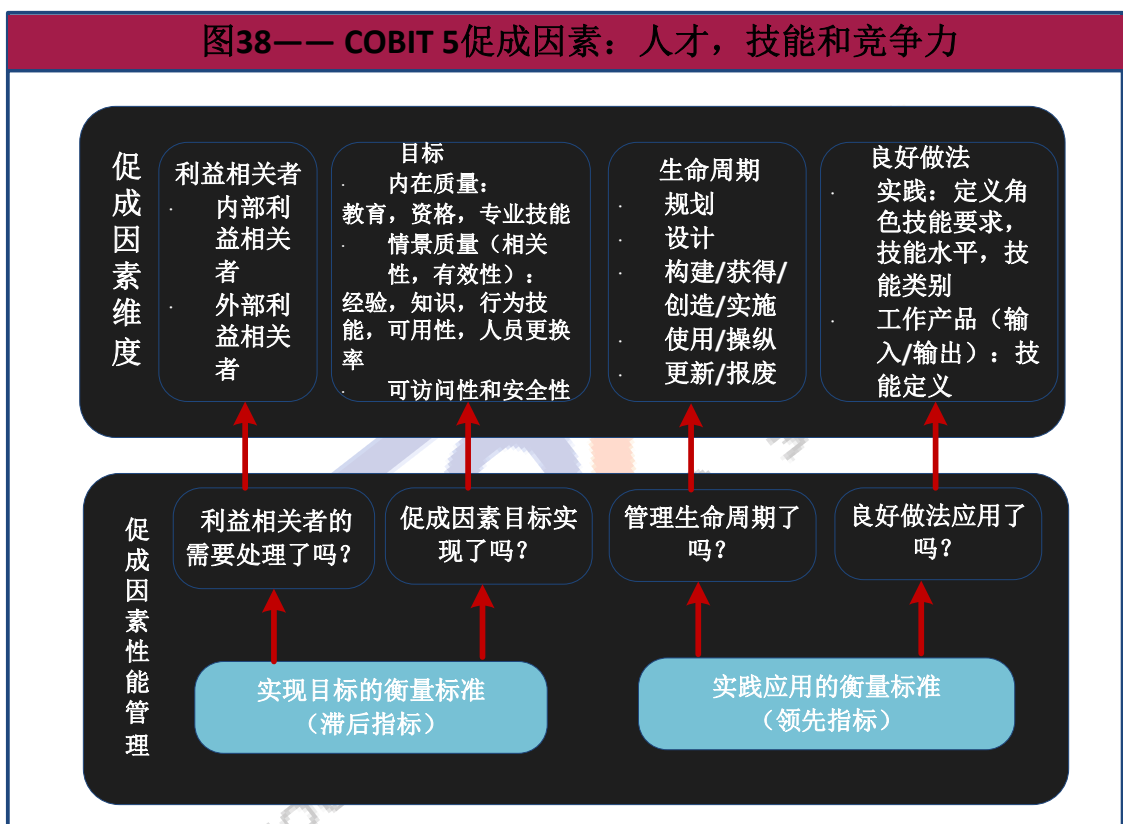 图38—— COBIT 5促成因素：人才，技能和竞争力
促成因素维度
利益相关者
· 内部利
益相关
者
· 外部利
益相关
者
目标
· 内在质量：
教育，资格，专业技能
· 情景质量（相关
性，有效性）：
经验，知识，行为技
能，可用性，人员更换
率
· 可访问性和安全性
生命周期
· 规划
· 设计
· 构建/获得/
创造/实施
· 使用/操纵
· 更新/报废
良好做法
· 实践：定义角
色技能要求，
技能水平，技
能类别
· 工作产品（输
入/输出）：技
能定义
促成因素性能管理
利益相关者的
需要处理了吗？
促成因素目标实
现了吗？
管理生命周期了
吗？
良好做法应用了
吗？
实现目标的衡量标准
（滞后指标）
实践应用的衡量标准
（领先指标）